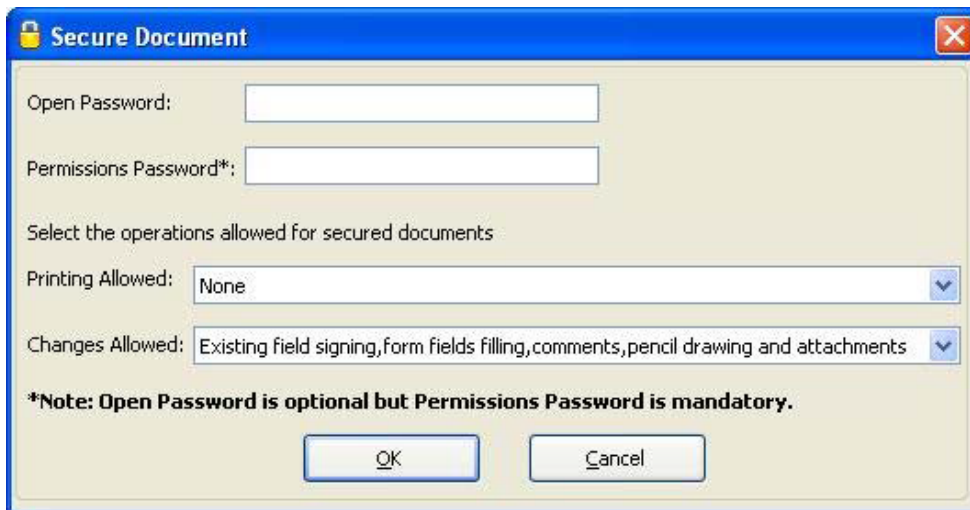 Secure Document
Open Password:
Permissions Password*:
Select the operations allowed for secured documents
Printing Allowed: None
Changes Allowed: Existing field signing,form fields filling,comments,pencil drawing and attachments
*Note: Open Password is optional but Permissions Password is mandatory.
OK Cancel